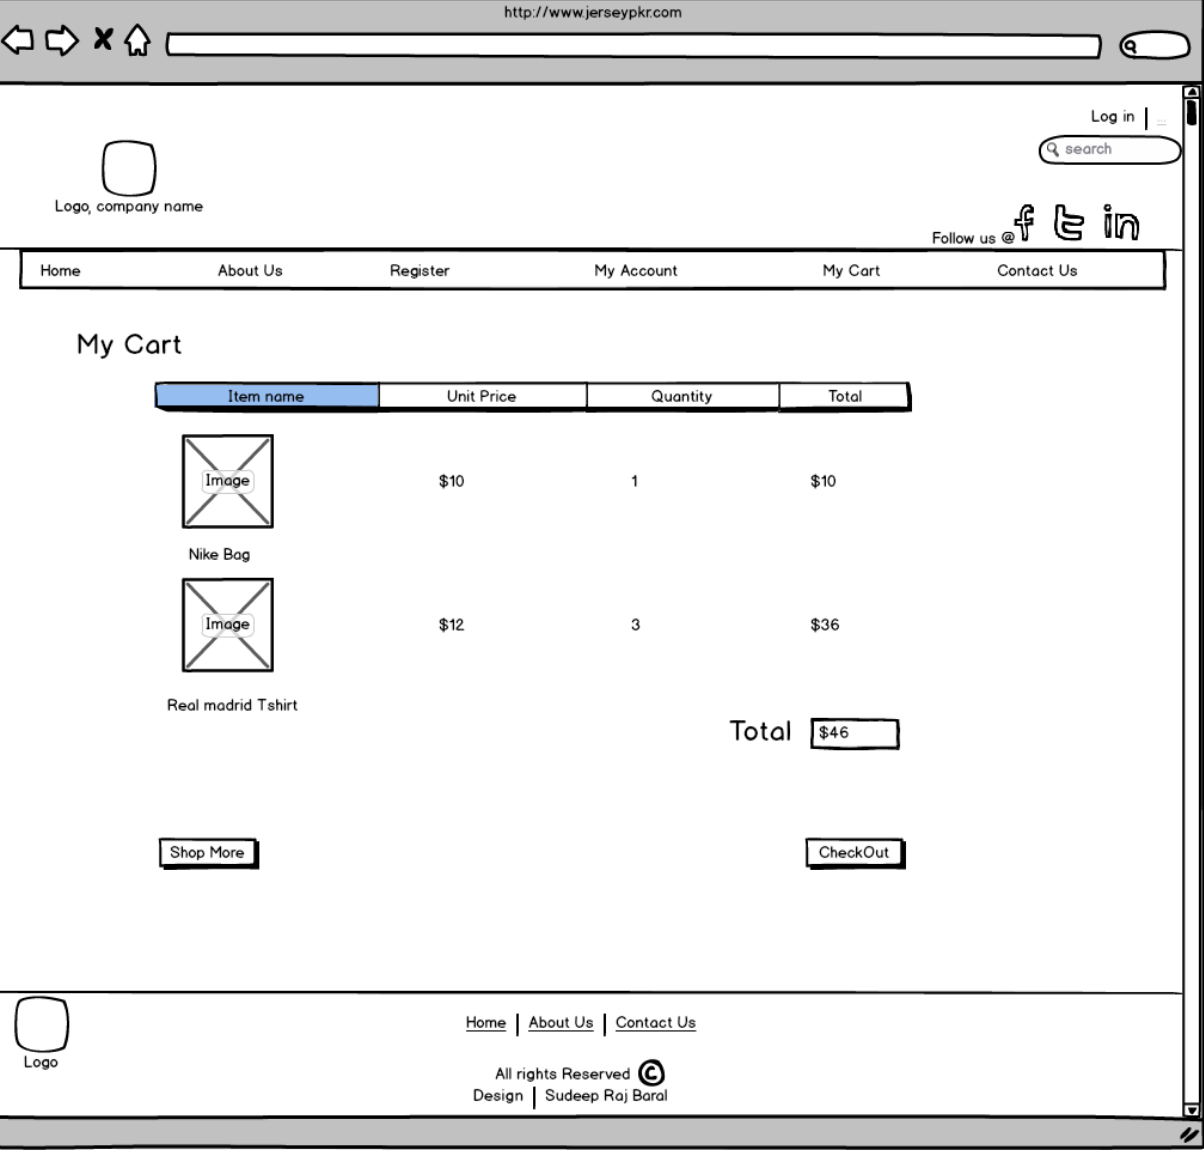 http://www.jerseypkr.com
Log in | ...
search
Logo, company name
Follow us @ f t in
Home About Us Register My Account My Cart Contact Us
My Cart
Item name Unit Price Quantity Total
Image $10 1 $10
Nike Bag
Image $12 3 $36
Real madrid Tshirt
Total $46
Shop More CheckOut
Home | About Us | Contact Us
Logo
All rights Reserved ©
Design | Sudeep Raj Baral